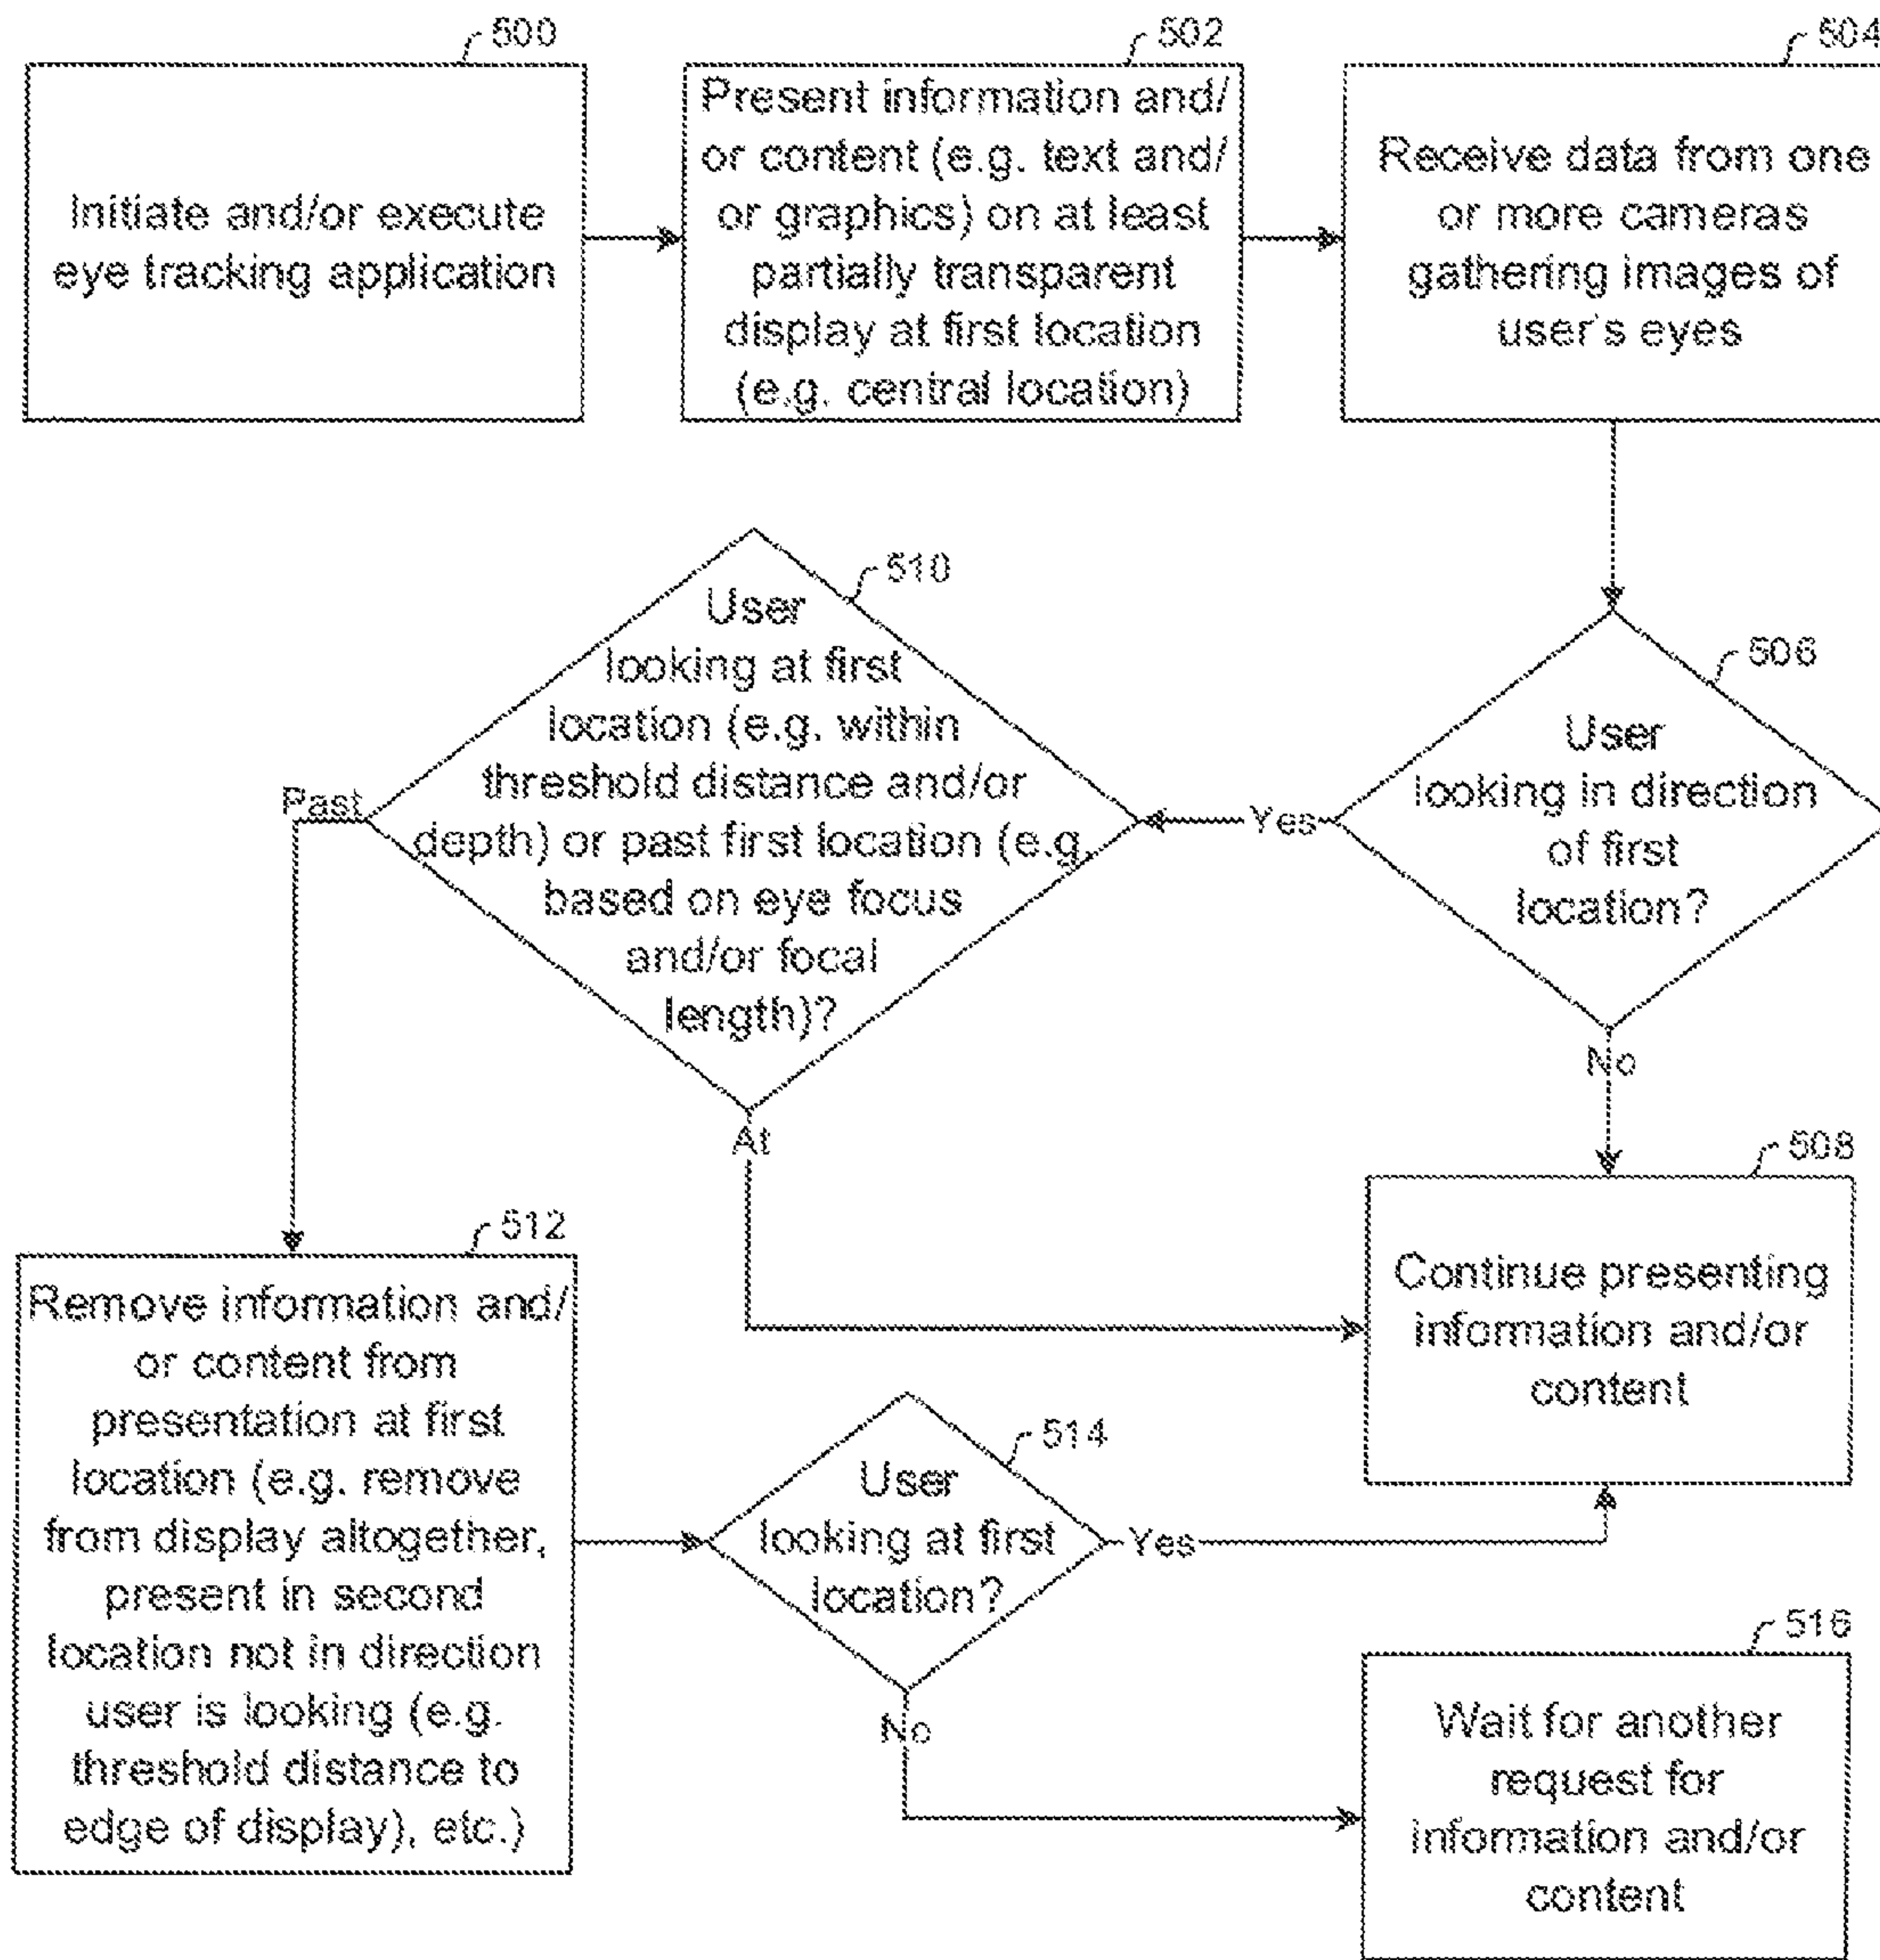 500
Initiate and/or execute
eye tracking application
502
Present information and/
or content (e.g. text and/
or graphics) on at least
partially transparent
display at first location
(e.g. central location)
504
Receive data from one
or more cameras
gathering images of
user's eyes
506
User
looking in direction
of first
location?
Yes
No
510
User
looking at first
location (e.g. within
threshold distance and/or
depth) or past first location (e.g.
based on eye focus
and/or focal
length)?
Past
At
508
Continue presenting
information and/or
content
512
Remove information and/
or content from
presentation at first
location (e.g. remove
from display altogether,
present in second
location not in direction
user is looking (e.g.
threshold distance to
edge of display), etc.)
514
User
looking at first
location?
Yes
No
516
Wait for another
request for
information and/or
content